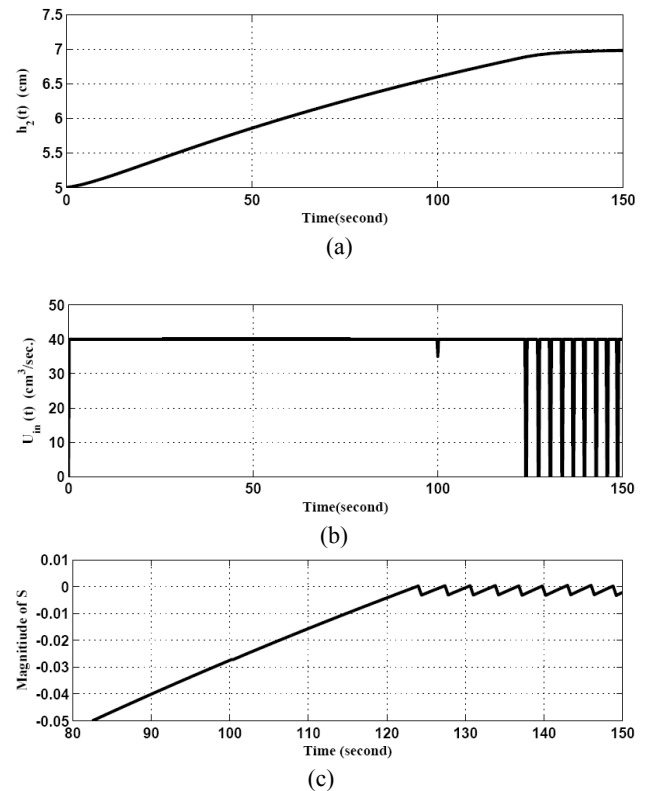 7.5
7
6.5
6
5.5
5
h₂(t) (cm)
0 50 100 150
Time(second)
(a)
50
40
30
20
10
0
U_in (t) (cm³/sec.)
0 50 100 150
Time(second)
(b)
0.01
0
-0.01
-0.02
-0.03
-0.04
-0.05
Magnitiude of S
80 90 100 110 120 130 140 150
Time (second)
(c)